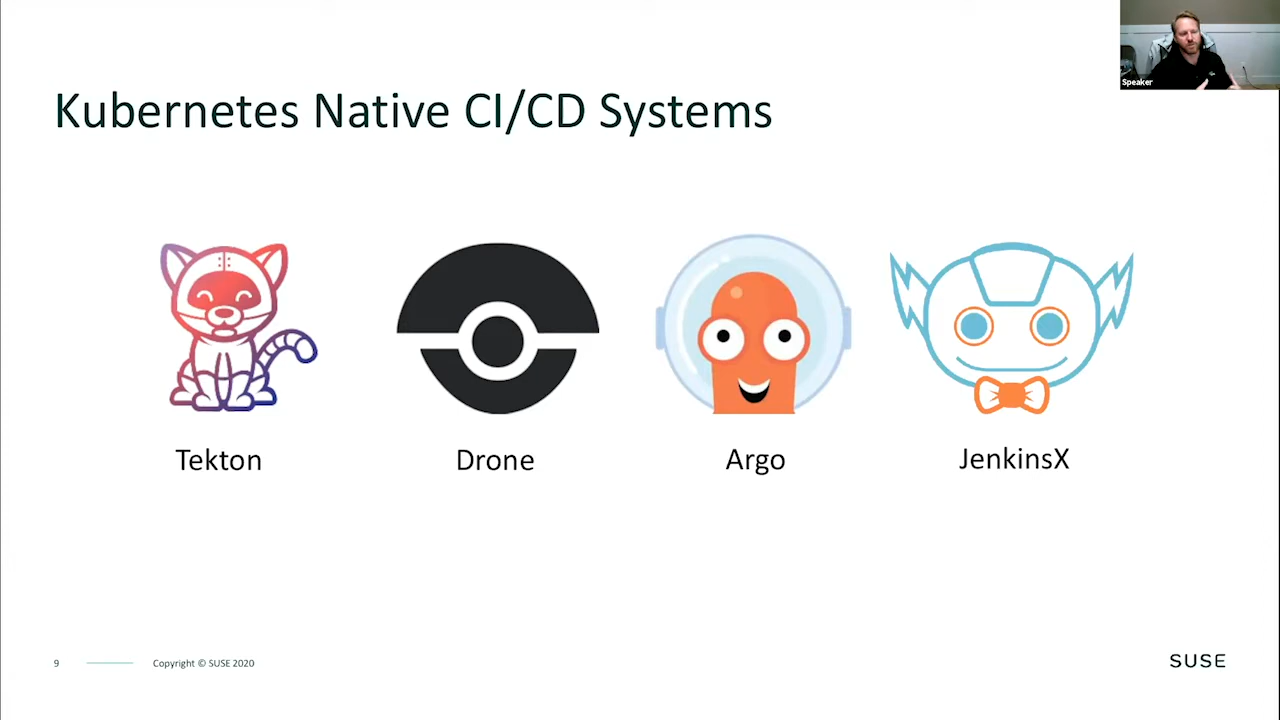 Speaker
Kubernetes Native CI/CD Systems
Tekton
Drone
Argo
JenkinsX
9
Copyright © SUSE 2020
SUSE